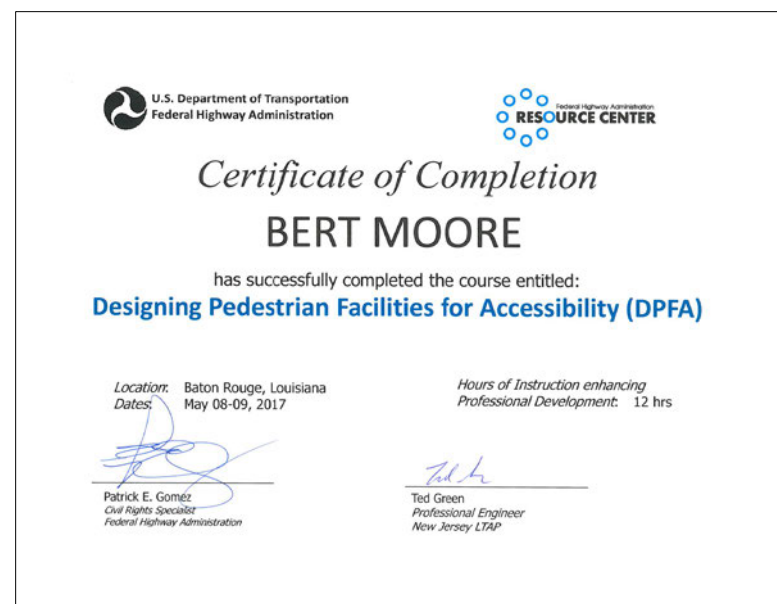 U.S. Department of Transportation
Federal Highway Administration
Federal Highway Administration
RESOURCE CENTER
Certificate of Completion
BERT MOORE
has successfully completed the course entitled:
Designing Pedestrian Facilities for Accessibility (DPFA)
Location: Baton Rouge, Louisiana
Dates: May 08-09, 2017
Hours of Instruction enhancing
Professional Development: 12 hrs
Patrick E. Gomez
Civil Rights Specialist
Federal Highway Administration
Ted Green
Professional Engineer
New Jersey LTAP